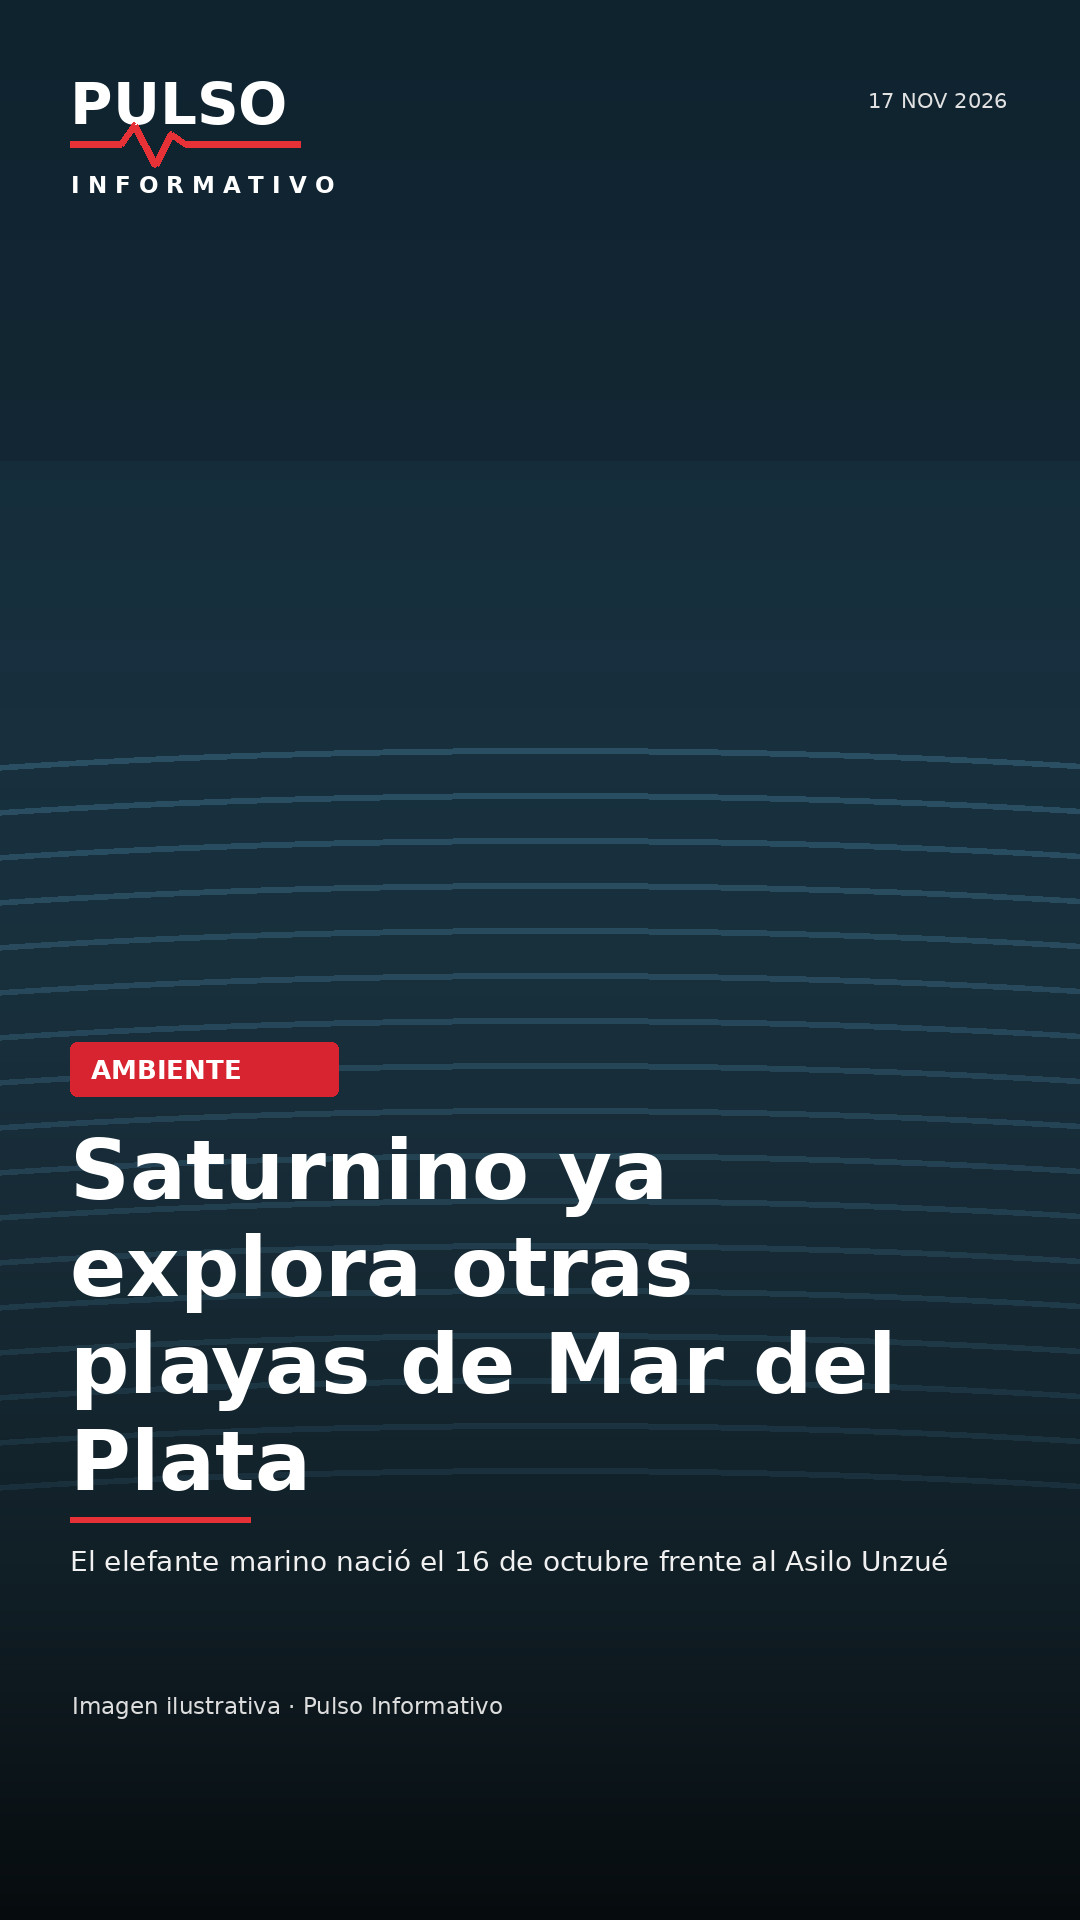 PULSO
INFORMATIVO
17 NOV 2026
AMBIENTE
Saturnino ya
explora otras
playas de Mar del
Plata
El elefante marino nació el 16 de octubre frente al Asilo Unzué
Imagen ilustrativa · Pulso Informativo